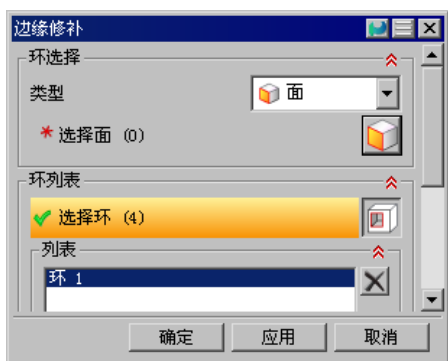 边缘修补
环选择
类型
面
* 选择面 (0)
环列表
选择环 (4)
列表
环 1
确定
应用
取消